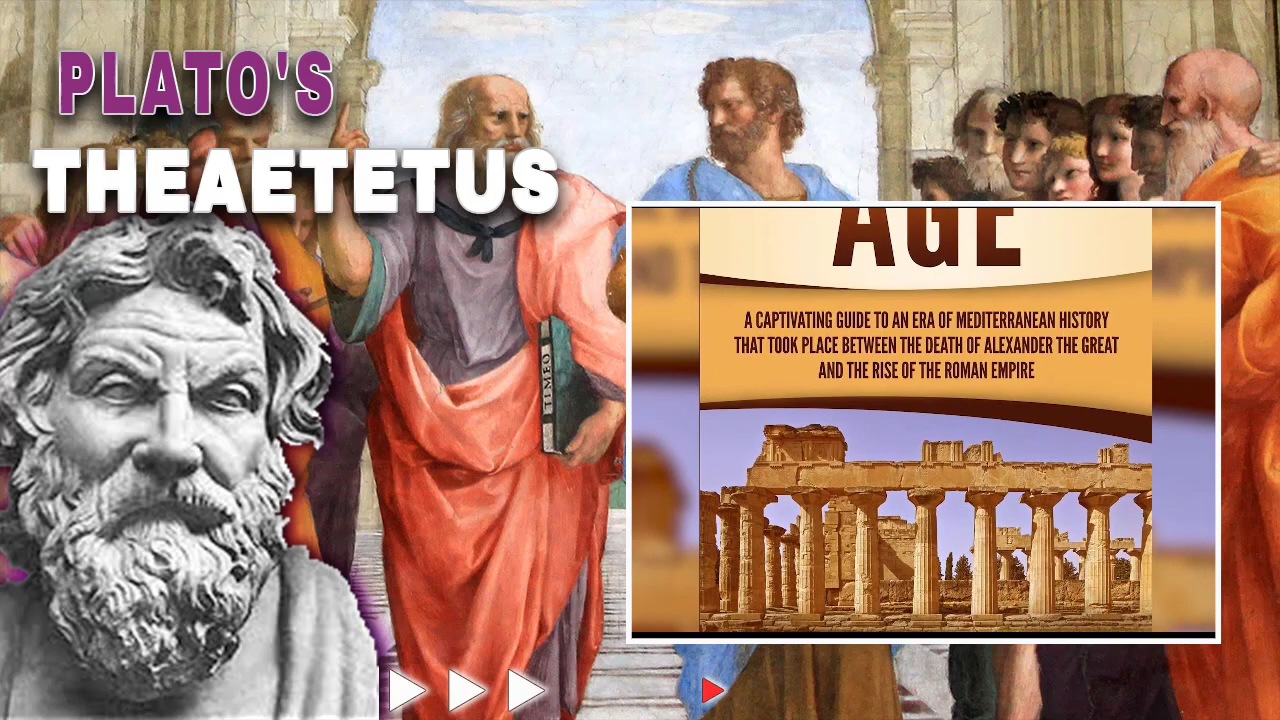 PLATO'S
THEAETETUS
TIMEO
AGE
A CAPTIVATING GUIDE TO AN ERA OF MEDITERRANEAN HISTORY
THAT TOOK PLACE BETWEEN THE DEATH OF ALEXANDER THE GREAT
AND THE RISE OF THE ROMAN EMPIRE